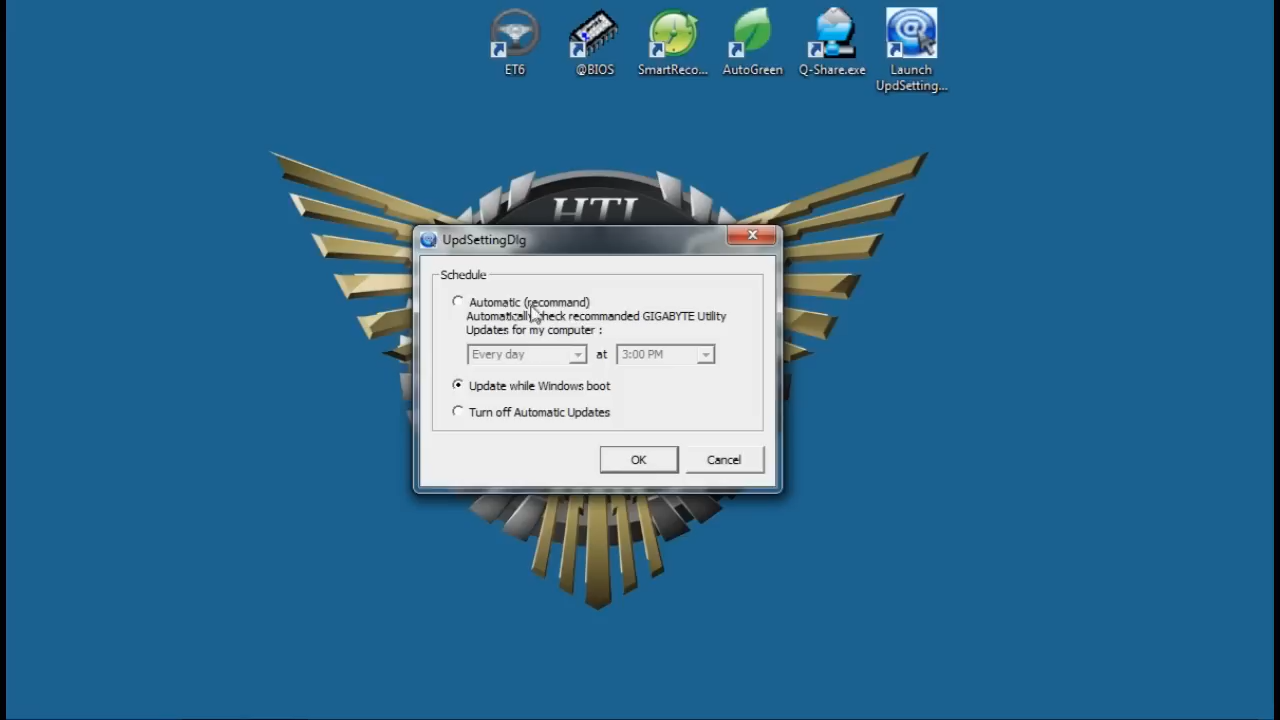 ET6
@BIOS
SmartReco...
AutoGreen
Q-Share.exe
Launch
UpdSetting...
HTL
UpdSettingDlg
Schedule
Automatic (recommand)
Automatically check recommanded GIGABYTE Utility
Updates for my computer :
Every day at 3:00 PM
Update while Windows boot
Turn off Automatic Updates
OK Cancel